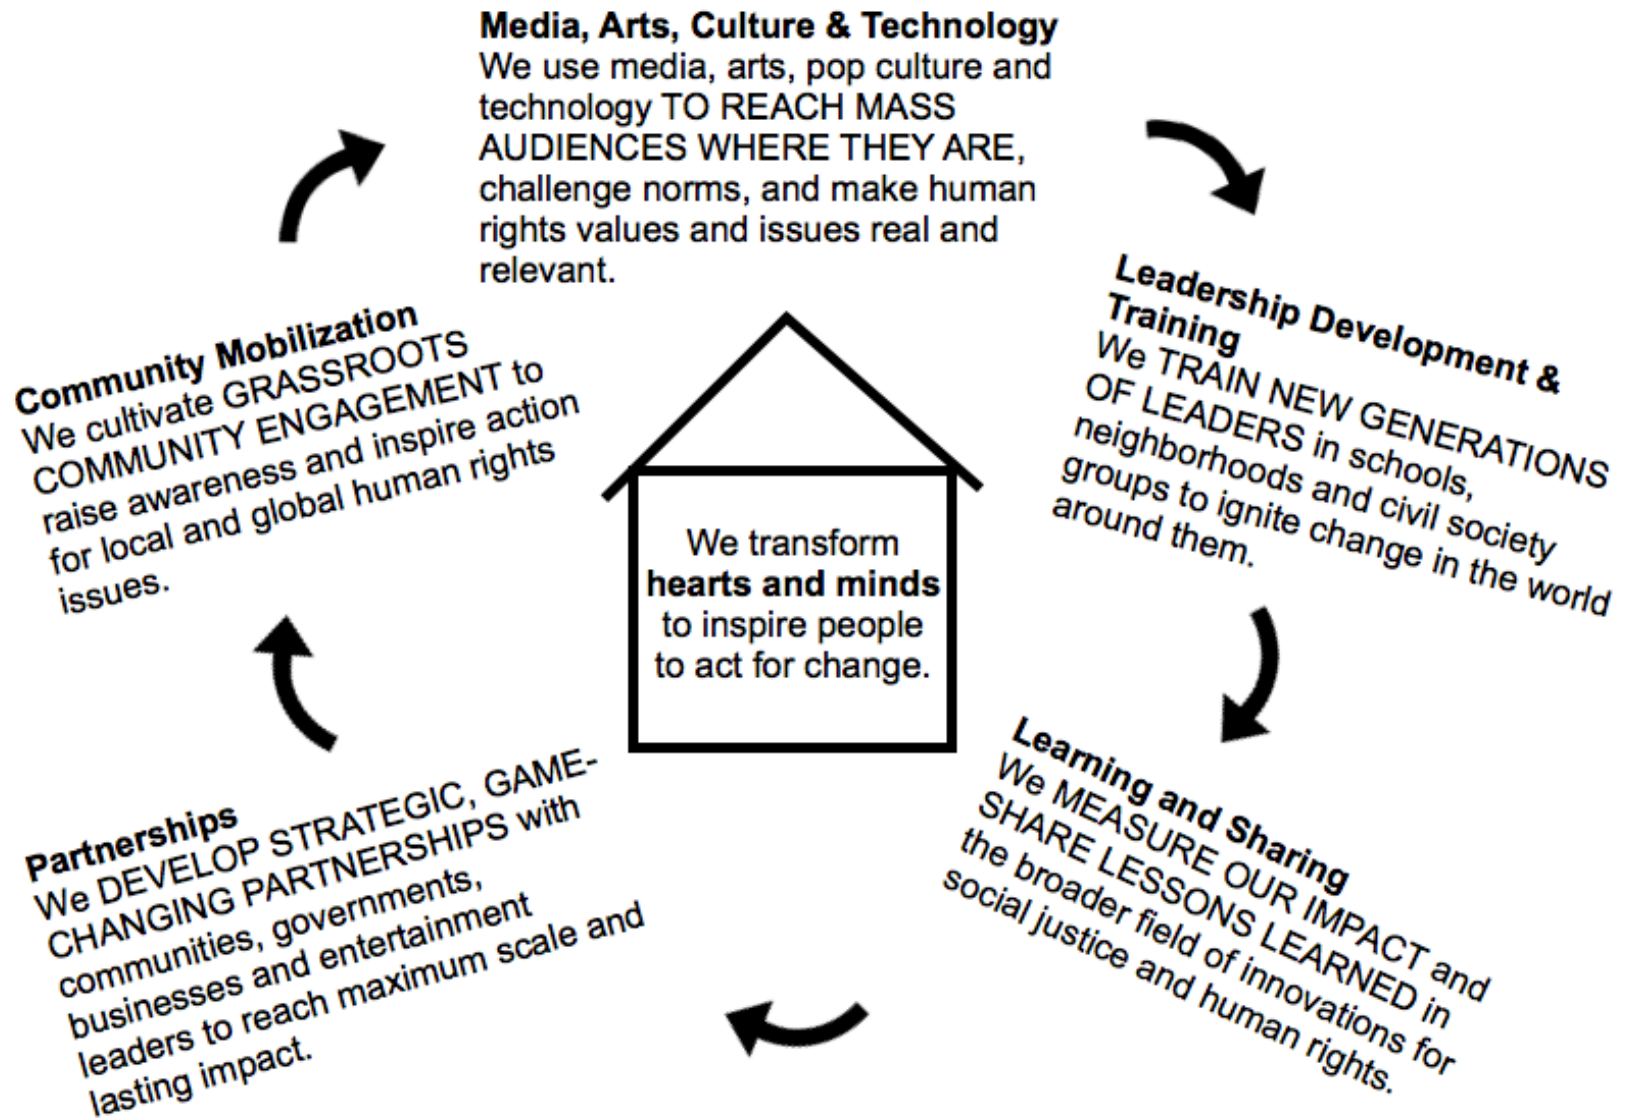 Media, Arts, Culture & Technology
We use media, arts, pop culture and
technology TO REACH MASS
AUDIENCES WHERE THEY ARE,
challenge norms, and make human
rights values and issues real and
relevant.
Leadership Development &
Training
We TRAIN NEW GENERATIONS
OF LEADERS in schools,
neighborhoods and civil society
groups to ignite change in the world
around them.
Learning and Sharing
We MEASURE OUR IMPACT and
SHARE LESSONS LEARNED in
the broader field of innovations for
social justice and human rights.
Partnerships
We DEVELOP STRATEGIC, GAME-
CHANGING PARTNERSHIPS with
communities, governments,
businesses and entertainment
leaders to reach maximum scale and
lasting impact.
Community Mobilization
We cultivate GRASSROOTS
COMMUNITY ENGAGEMENT to
raise awareness and inspire action
for local and global human rights
issues.
We transform
hearts and minds
to inspire people
to act for change.